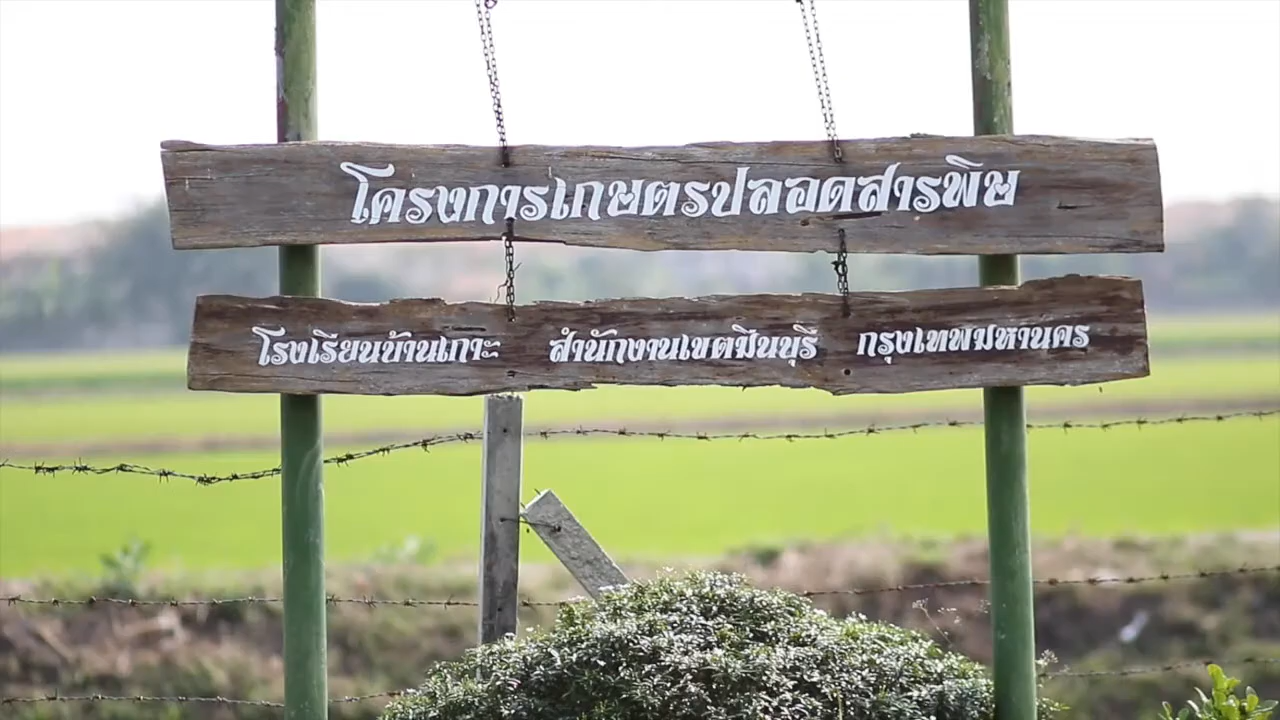 โครงการเกษตรปลอดสารพิษ
โรงเรียนบ้านเกาะ สำนักงานเขตมีนบุรี กรุงเทพมหานคร